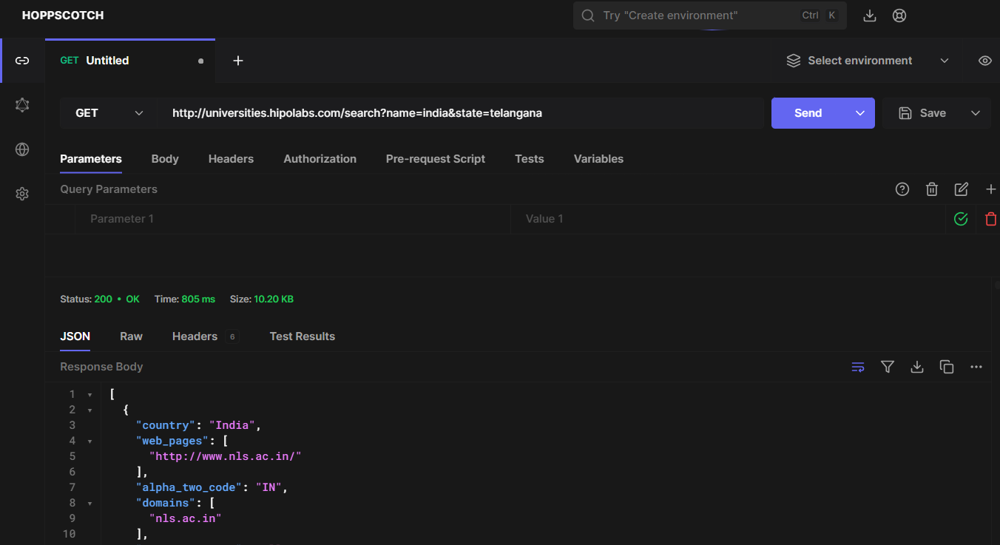 HOPPSCOTCH
Try "Create environment" Ctrl K
GET Untitled
Select environment
GET http://universities.hipolabs.com/search?name=india&state=telangana Send Save
Parameters Body Headers Authorization Pre-request Script Tests Variables
Query Parameters
Parameter 1 Value 1
Status: 200 • OK Time: 805 ms Size: 10.20 KB
JSON Raw Headers 6 Test Results
Response Body
1 [
2 {
3 "country": "India",
4 "web_pages": [
5 "http://www.nls.ac.in/"
6 ],
7 "alpha_two_code": "IN",
8 "domains": [
9 "nls.ac.in"
10 ],